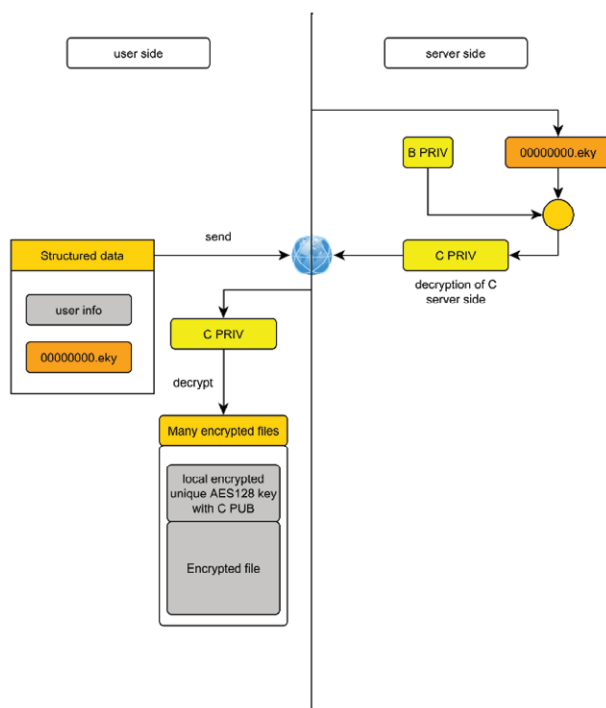 user side
server side
B PRIV
00000000.eky
send
Structured data
user info
00000000.eky
C PRIV
decryption of C
server side
C PRIV
decrypt
Many encrypted files
local encrypted
unique AES128 key
with C PUB
Encrypted file